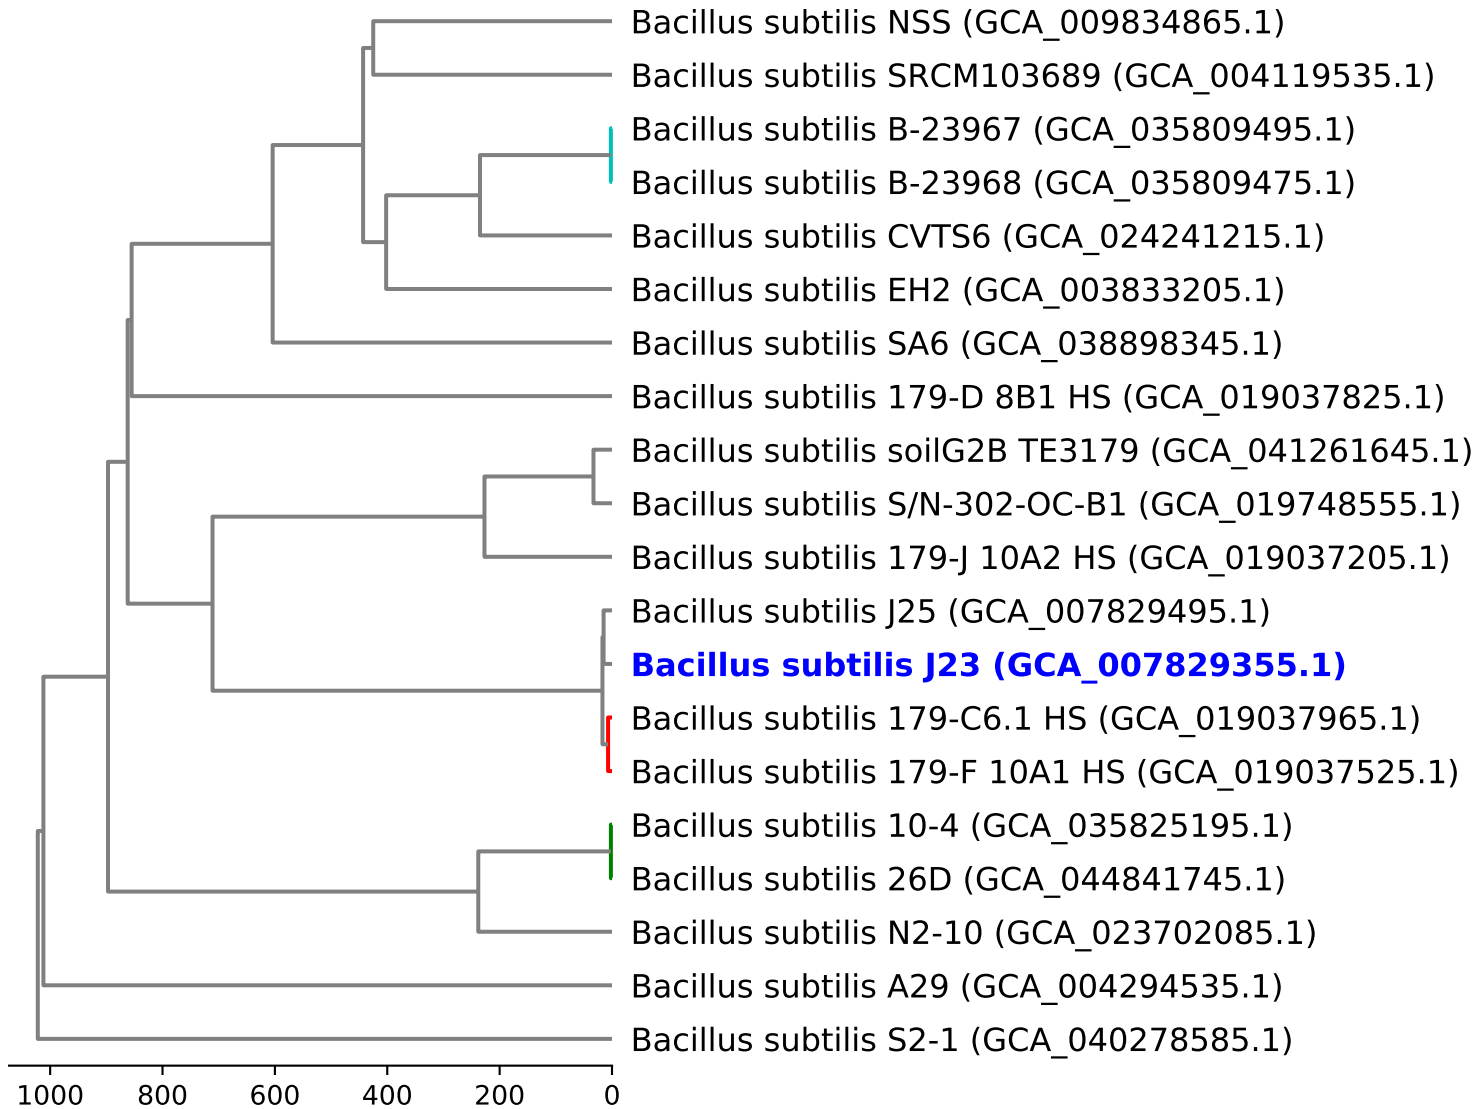 Bacillus subtilis NSS (GCA_009834865.1)
Bacillus subtilis SRCM103689 (GCA_004119535.1)
Bacillus subtilis B-23967 (GCA_035809495.1)
Bacillus subtilis B-23968 (GCA_035809475.1)
Bacillus subtilis CVTS6 (GCA_024241215.1)
Bacillus subtilis EH2 (GCA_003833205.1)
Bacillus subtilis SA6 (GCA_038898345.1)
Bacillus subtilis 179-D 8B1 HS (GCA_019037825.1)
Bacillus subtilis soilG2B TE3179 (GCA_041261645.1)
Bacillus subtilis S/N-302-OC-B1 (GCA_019748555.1)
Bacillus subtilis 179-J 10A2 HS (GCA_019037205.1)
Bacillus subtilis J25 (GCA_007829495.1)
Bacillus subtilis J23 (GCA_007829355.1)
Bacillus subtilis 179-C6.1 HS (GCA_019037965.1)
Bacillus subtilis 179-F 10A1 HS (GCA_019037525.1)
Bacillus subtilis 10-4 (GCA_035825195.1)
Bacillus subtilis 26D (GCA_044841745.1)
Bacillus subtilis N2-10 (GCA_023702085.1)
Bacillus subtilis A29 (GCA_004294535.1)
Bacillus subtilis S2-1 (GCA_040278585.1)
1000 800 600 400 200 0